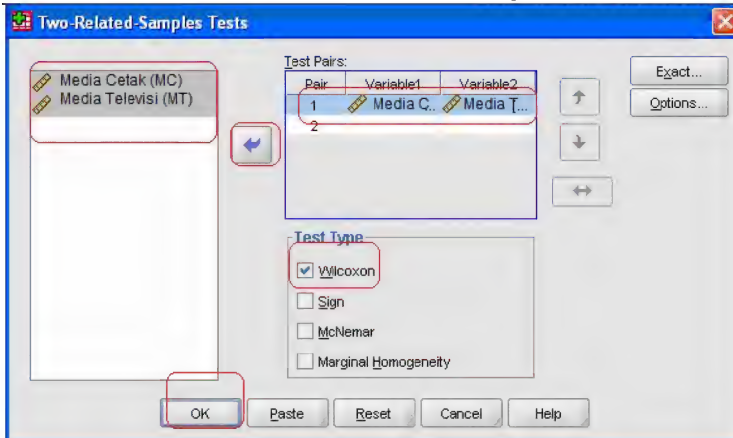 Two-Related-Samples Tests
Media Cetak (MC)
Media Televisi (MT)
Test Pairs:
Pair Variable1 Variable2
1 Media C... Media T...
2
Exact...
Options...
Test Type
Wilcoxon
Sign
McNemar
Marginal Homogeneity
OK Paste Reset Cancel Help